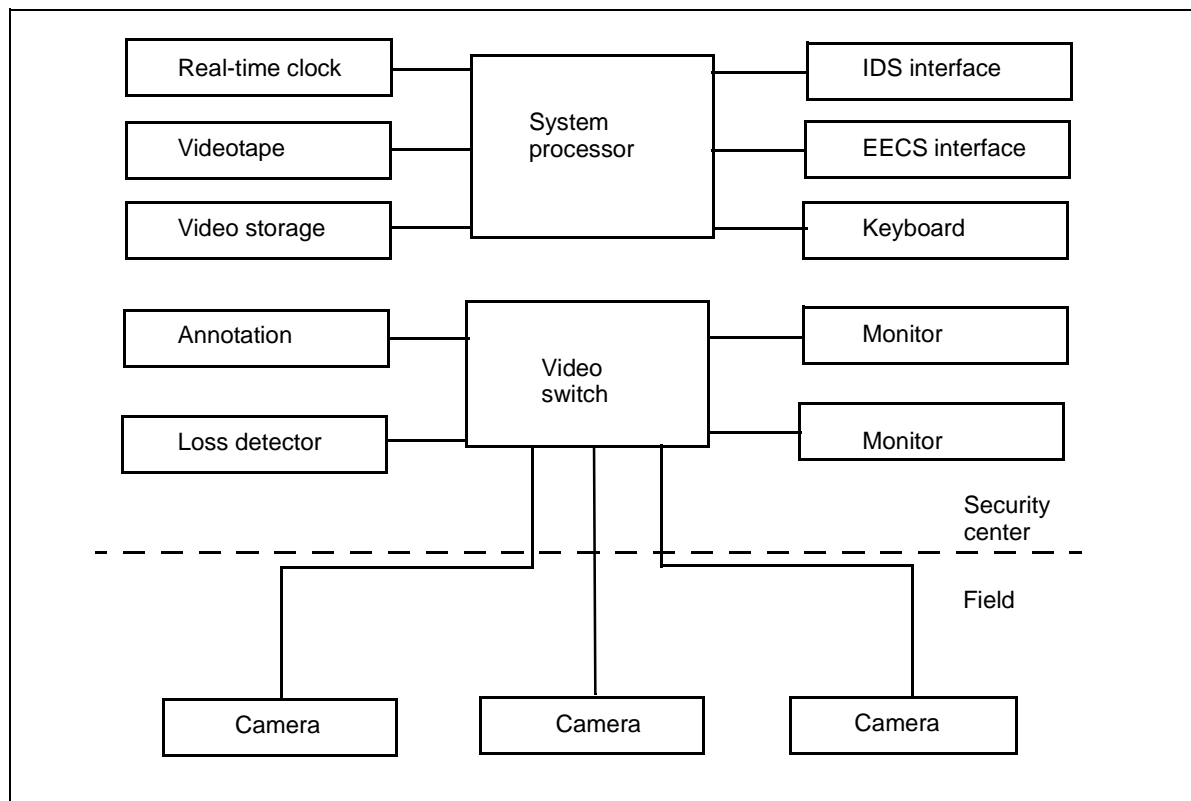 Real-time clock
IDS interface
System
processor
Videotape
EECS interface
Video storage
Keyboard
Annotation
Monitor
Video
switch
Loss detector
Monitor
Security
center
Field
Camera
Camera
Camera